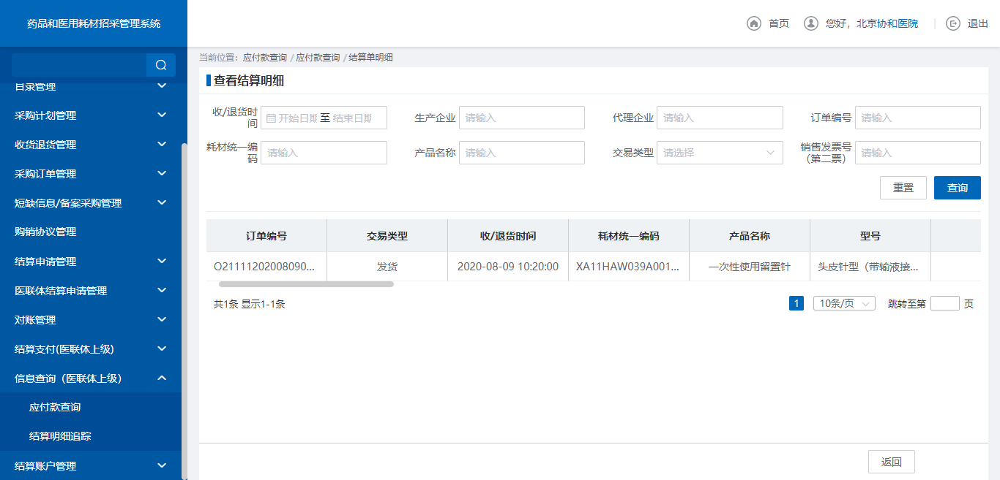 药品和医用耗材招采管理系统
首页 您好，北京协和医院 退出
当前位置：应付款查询 / 应付款查询 / 结算单明细
目录管理
采购计划管理
收货退货管理
采购订单管理
短缺信息/备案采购管理
购销协议管理
结算申请管理
医联体结算申请管理
对账管理
结算支付(医联体上级)
信息查询（医联体上级）
应付款查询
结算明细追踪
结算账户管理
查看结算明细
收/退货时间 开始日期 至 结束日期 生产企业 请输入 代理企业 请输入 订单编号 请输入
耗材统一编码 请输入 产品名称 请输入 交易类型 请选择 销售发票号（第二票） 请输入
重置 查询
订单编号 交易类型 收/退货时间 耗材统一编码 产品名称 型号
O21111202008090... 发货 2020-08-09 10:20:00 XA11HAW039A001... 一次性使用留置针 头皮针型（带输液接...
共1条 显示1-1条 1 10条/页 跳转至第 页
返回